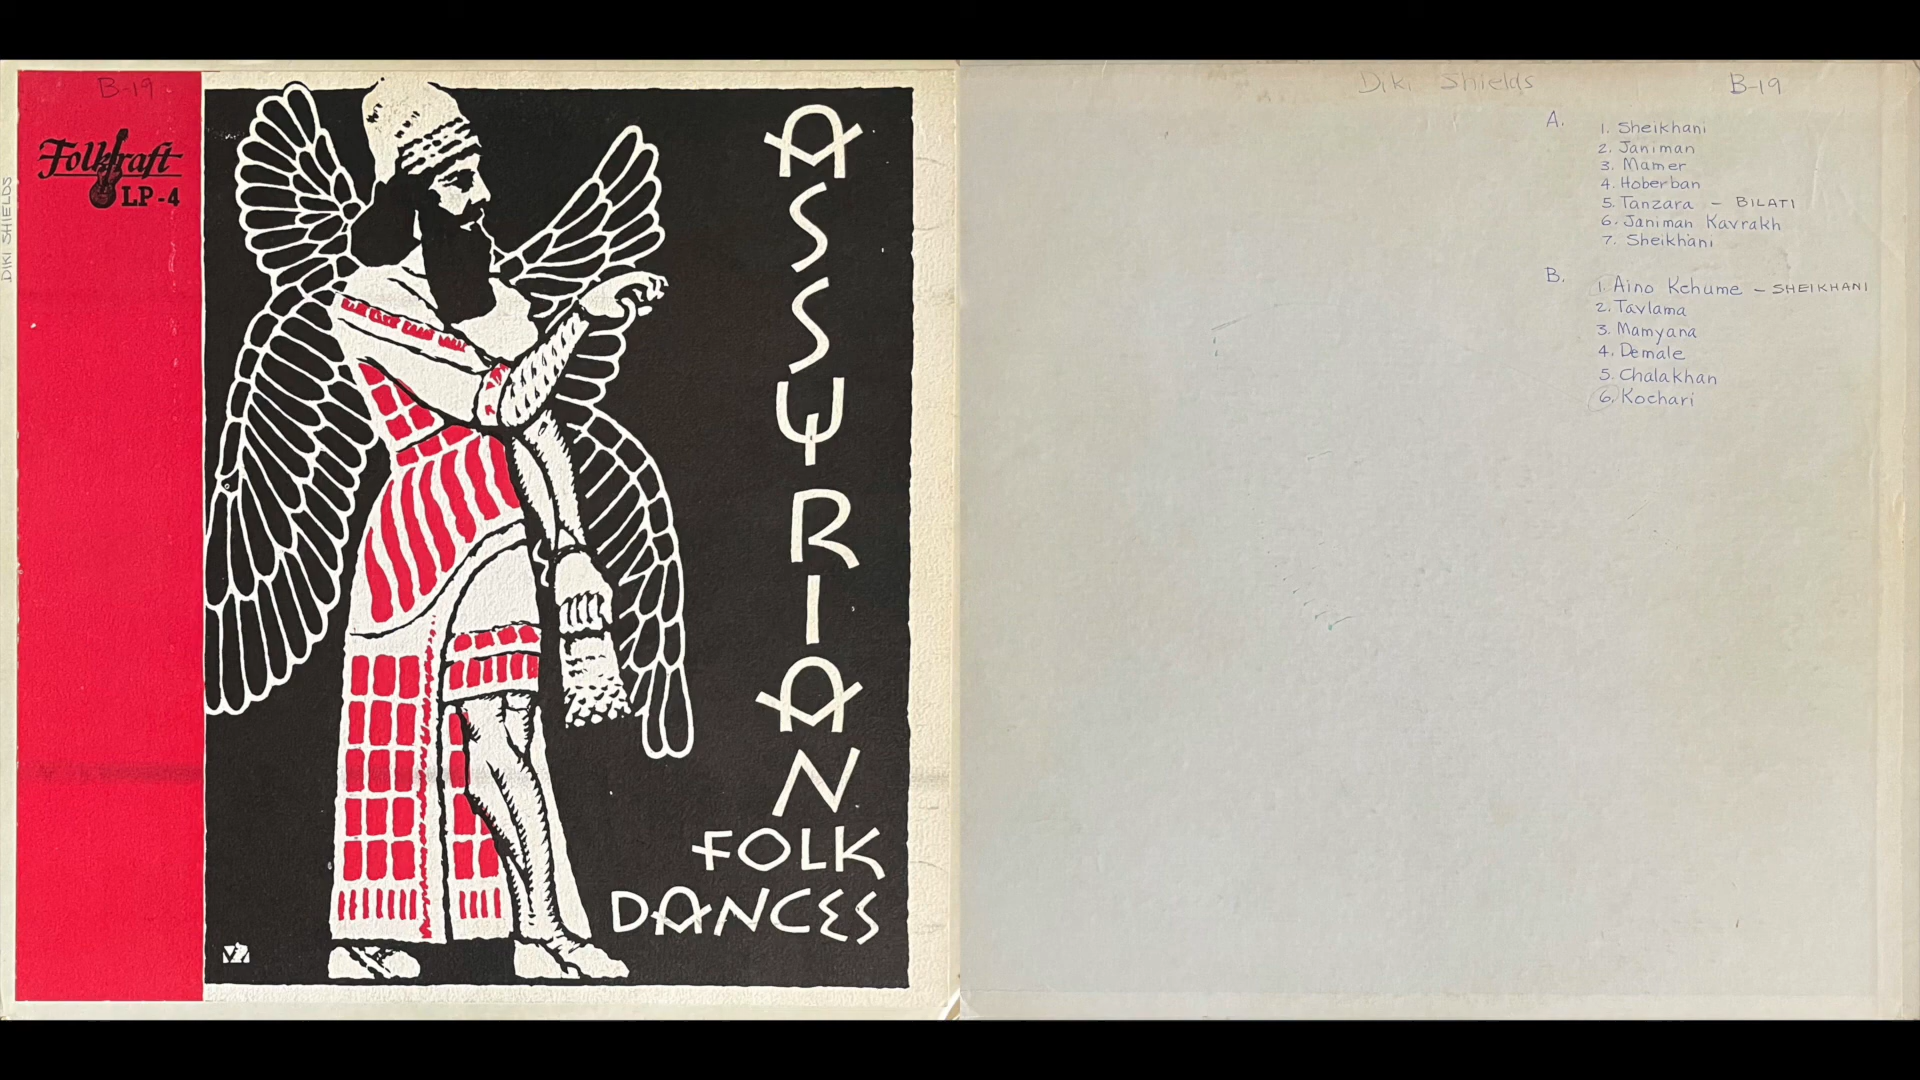 B-19
Folkraft
LP-4
DIKI SHIELDS
ASSYRIAN
FOLK
DANCES
Diki Shields
B-19
A.
1. Sheikhani
2. Janiman
3. Mamer
4. Hoberban
5. Tanzara - BILATI
6. Janiman Kavrakh
7. Sheikhani
B.
1. Aino Kchume - SHEIKHANI
2. Tavlama
3. Mamyana
4. Demale
5. Chalakhan
6. Kochari